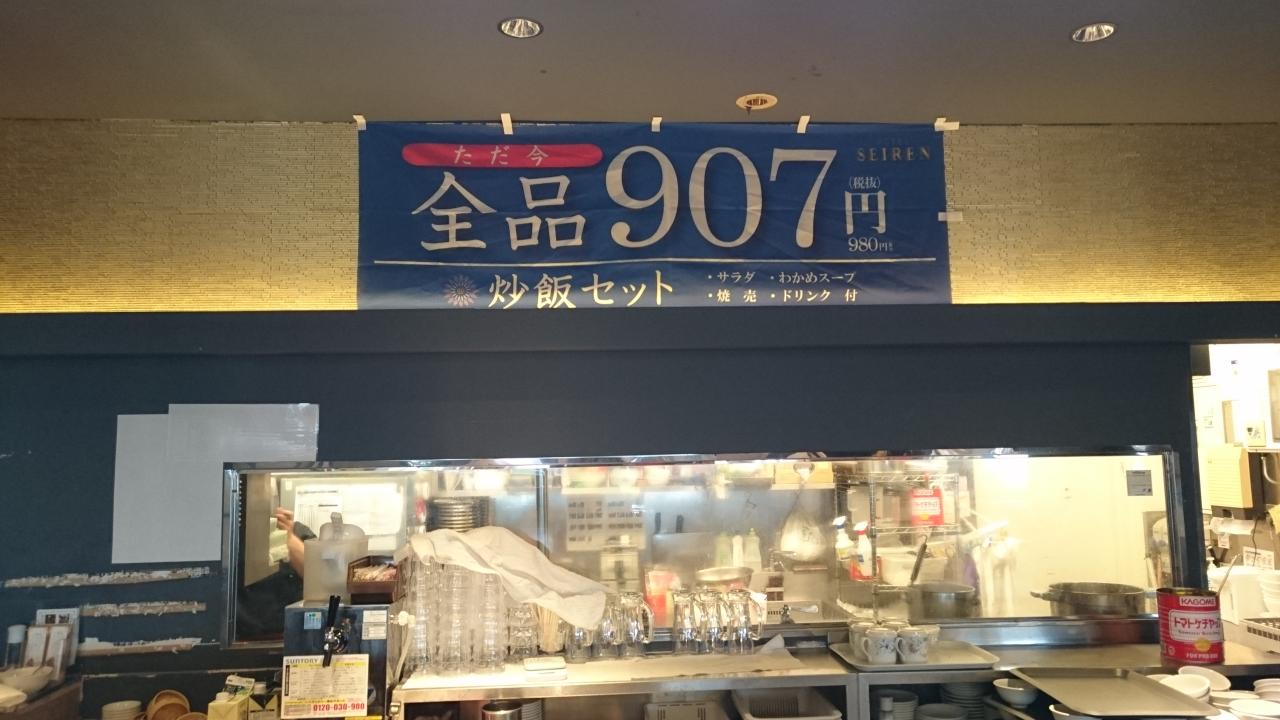 ただ今
SEIREN
全品907円
(税抜)
980円
炒飯セット
・サラダ ・わかめスープ
・焼 売 ・ドリンク 付
SUNTORY
0120-030-900
KAGOME
トマトケチャップ